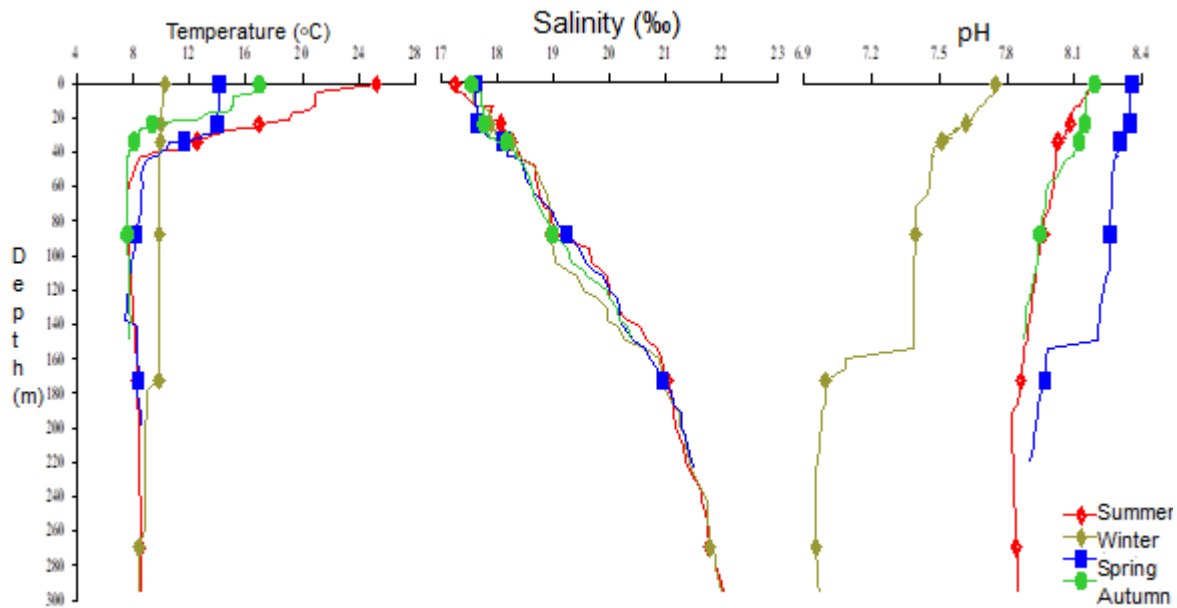 Temperature (°C)
4 8 12 16 20 24 28
Salinity (‰)
17 18 19 20 21 22 23
pH
6.9 7.2 7.5 7.8 8.1 8.4
Depth (m)
0
20
40
60
80
100
120
140
160
180
200
220
240
260
280
300
Summer
Winter
Spring
Autumn